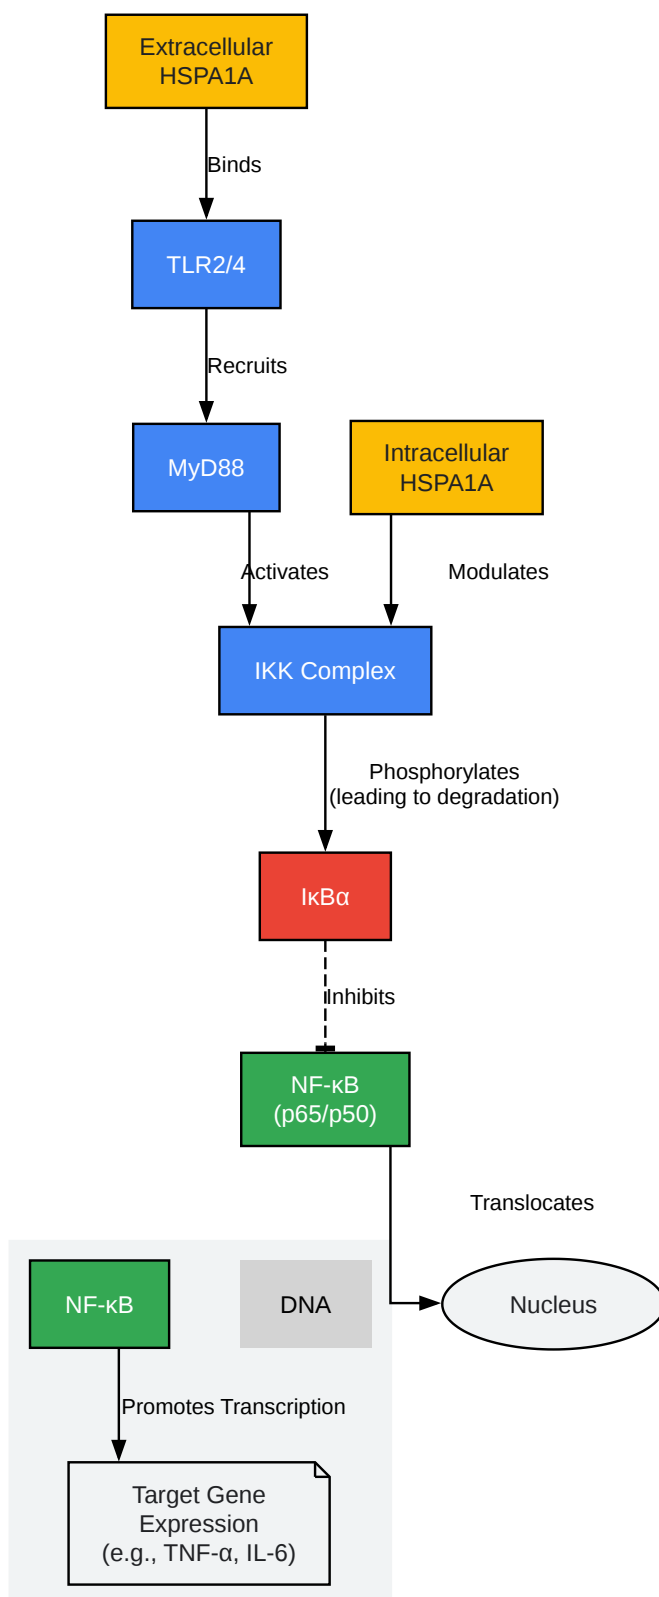 Extracellular
HSPA1A
Binds
TLR2/4
Recruits
MyD88
Intracellular
HSPA1A
Activates
Modulates
IKK Complex
Phosphorylates
(leading to degradation)
IκBα
Inhibits
NF-κB
(p65/p50)
Translocates
NF-κB
DNA
Nucleus
Promotes Transcription
Target Gene
Expression
(e.g., TNF-α, IL-6)